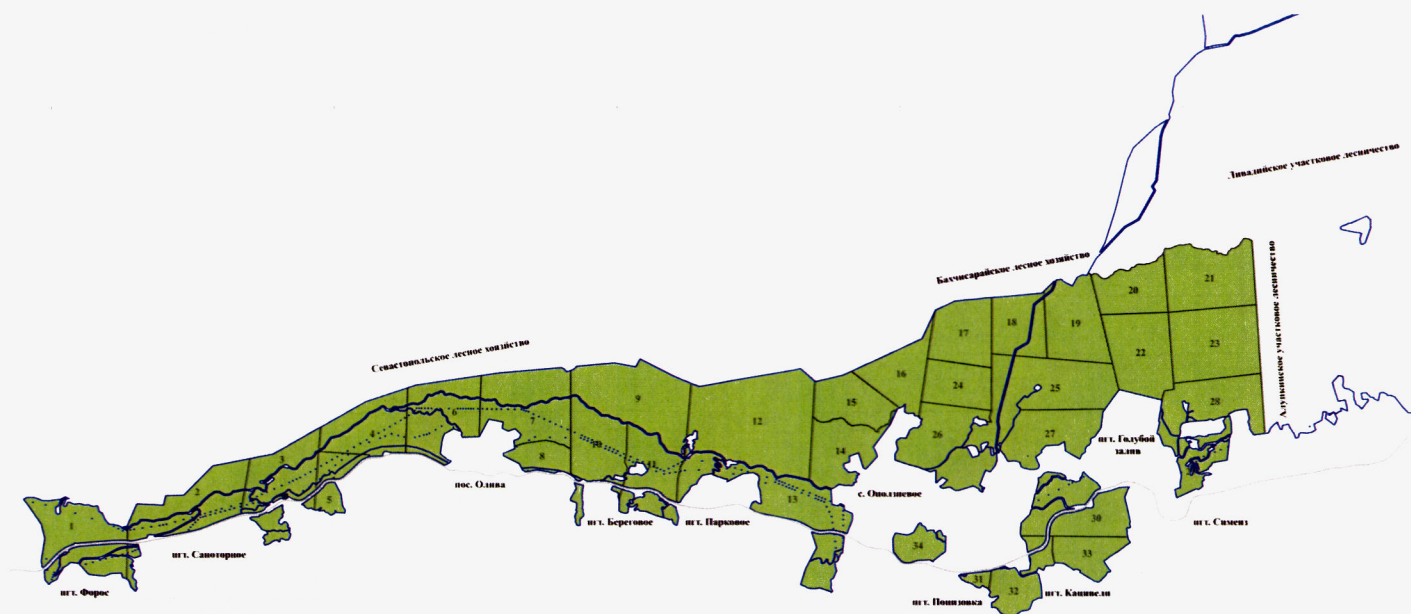 Ливадийское участковое лесничество
Бахчисарайское лесное хозяйство
Алупкинское участковое лесничество
Севастопольское лесное хозяйство
21
20
17
18
19
23
22
16
24
25
28
9
15
6
12
7
26
27
4
14
10
11
8
3
2
5
13
1
30
33
34
31
32
пгт. Голубой
залив
пос. Олива
с. Оползневое
пгт. Береговое
пгт. Парковое
пгт. Симеиз
пгт. Санаторное
пгт. Форос
пгт. Понизовка
пгт. Кацивели